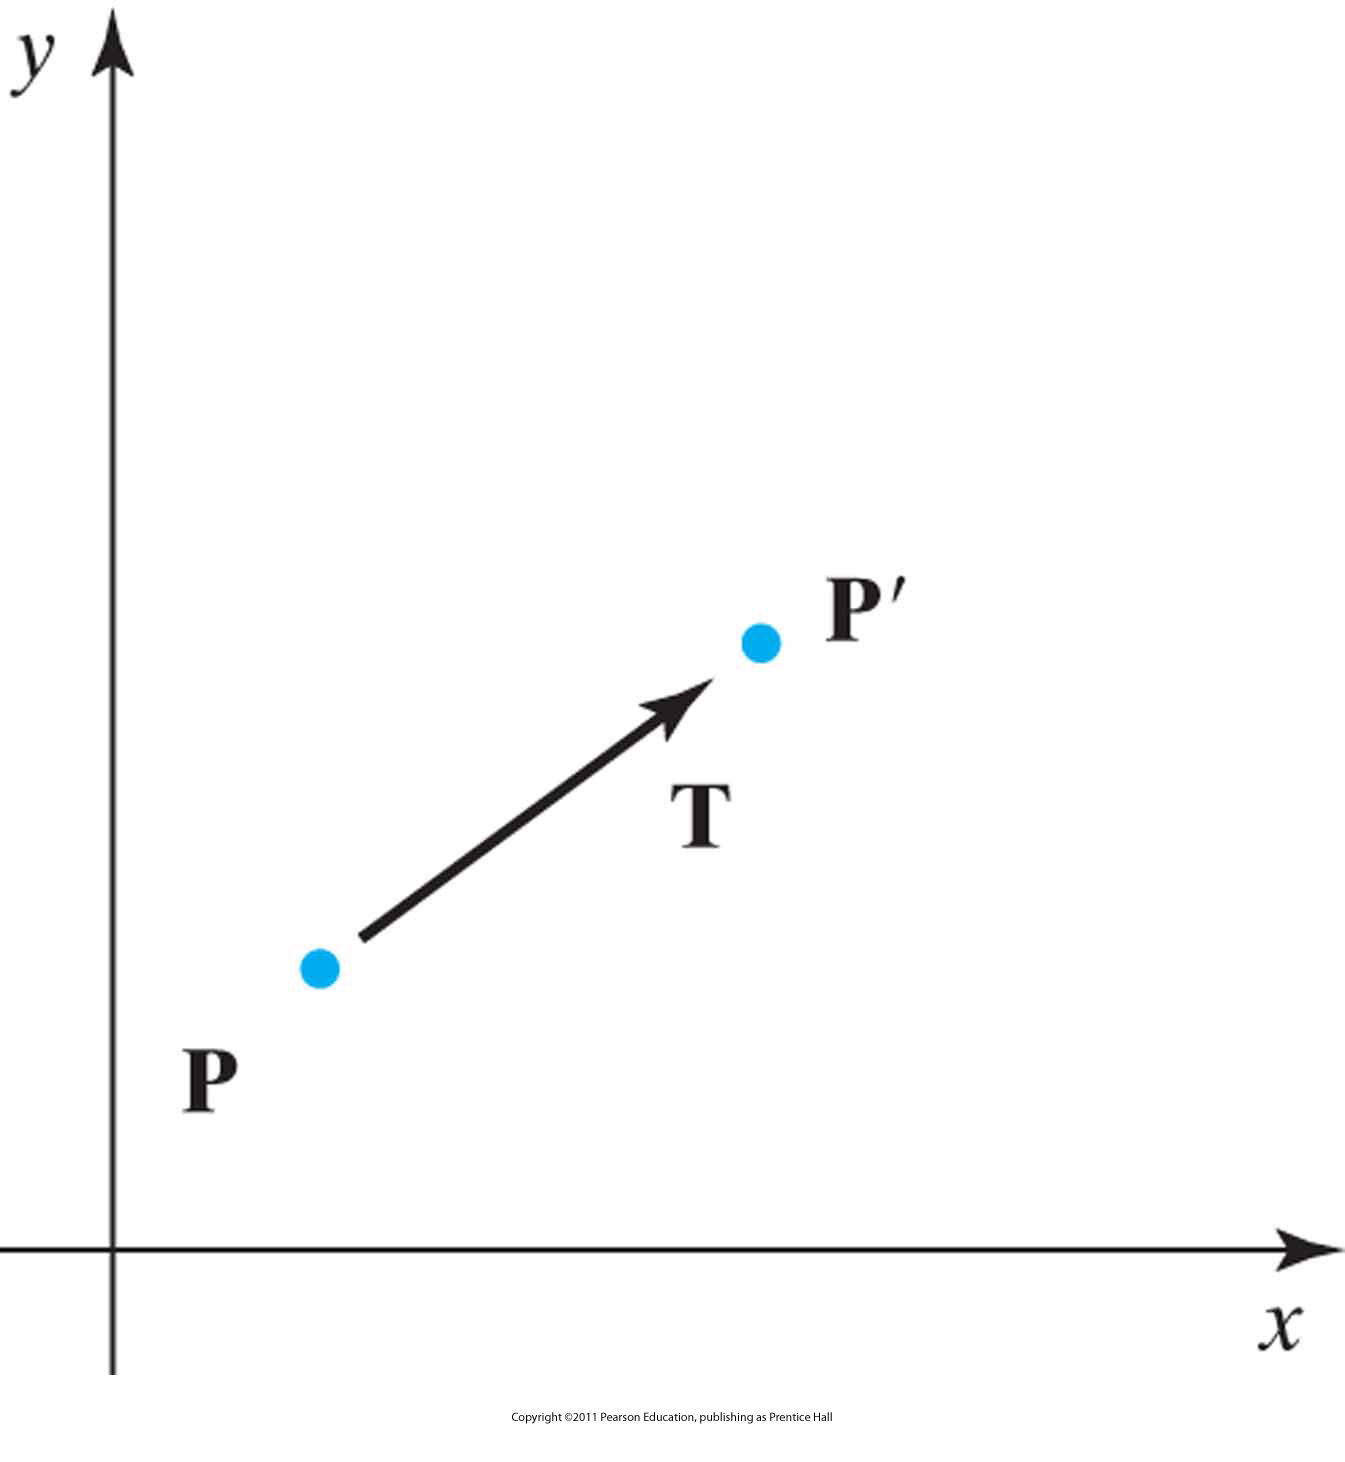 y
P′
T
P
x
Copyright ©2011 Pearson Education, publishing as Prentice Hall